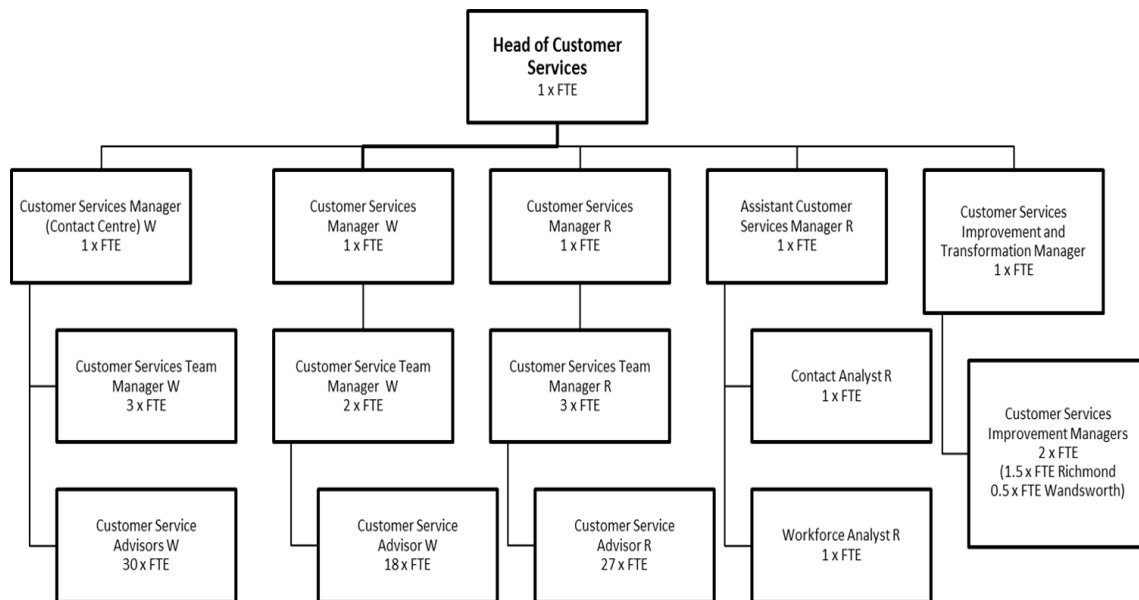 Head of Customer
Services
1 x FTE
Customer Services Manager
(Contact Centre) W
1 x FTE
Customer Services
Manager W
1 x FTE
Customer Services
Manager R
1 x FTE
Assistant Customer
Services Manager R
1 x FTE
Customer Services
Improvement and
Transformation Manager
1 x FTE
Customer Services Team
Manager W
3 x FTE
Customer Service Team
Manager W
2 x FTE
Customer Services Team
Manager R
3 x FTE
Contact Analyst R
1 x FTE
Customer Services
Improvement Managers
2 x FTE
(1.5 x FTE Richmond
0.5 x FTE Wandsworth)
Customer Service
Advisors W
30 x FTE
Customer Service
Advisor W
18 x FTE
Customer Service
Advisor R
27 x FTE
Workforce Analyst R
1 x FTE